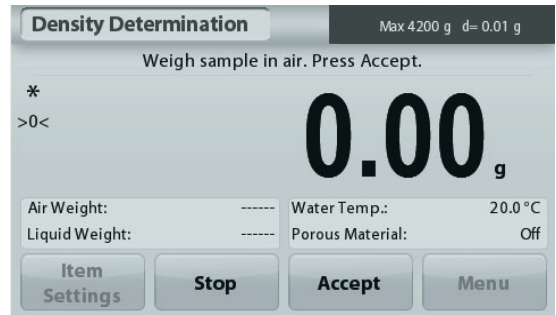 Density Determination
Max 4200 g d= 0.01 g
Weigh sample in air. Press Accept.
*
>0<
0.00 g
Air Weight: ------
Water Temp.: 20.0 °C
Liquid Weight: ------
Porous Material: Off
Item Settings
Stop
Accept
Menu